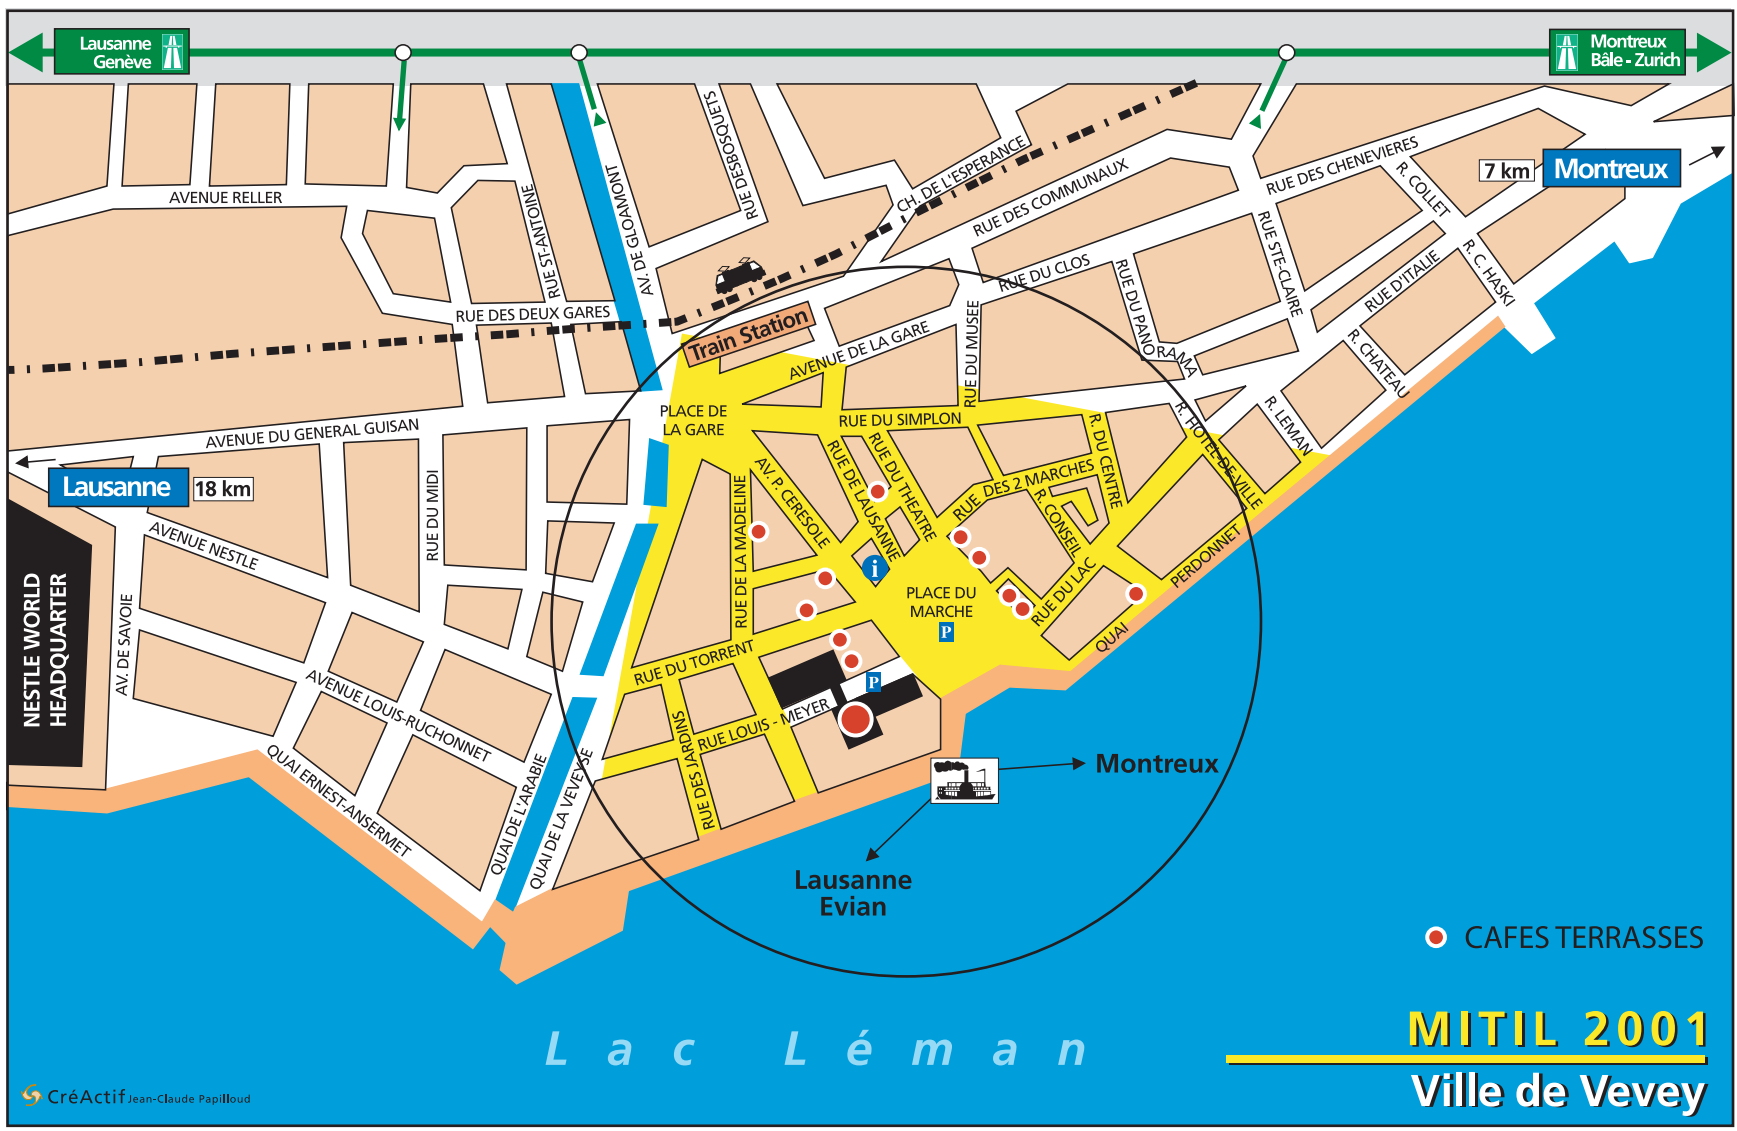 Lausanne
Genève
Montreux
Bâle - Zurich
RUE DESBOSQUETS
CH. DE L'ESPERANCE
RUE DES COMMUNAUX
RUE DES CHENEVIERES
R. COLLET
7 km
Montreux
AVENUE RELLER
RUE ST-ANTOINE
AV. DE GLOAMONT
RUE STE-CLAIRE
R. C. HASKI
RUE D'ITALIE
RUE DU CLOS
RUE DU PANORAMA
RUE DES DEUX GARES
Train Station
AVENUE DE LA GARE
RUE DU MUSEE
R. CHATEAU
R. LEMAN
R. HOTEL-DE-VILLE
PLACE DE
LA GARE
RUE DU SIMPLON
AVENUE DU GENERAL GUISAN
Lausanne
18 km
RUE DU MIDI
AV. P. CERESOLE
RUE DE LAUSANNE
RUE DU THEATRE
RUE DES 2 MARCHES
R. DU CENTRE
R. CONSEIL
RUE DE LA MADELINE
AVENUE NESTLE
NESTLE WORLD
HEADQUARTER
AV. DE SAVOIE
i
PLACE DU
MARCHE
P
RUE DU LAC
QUAI PERDONNET
RUE DU TORRENT
P
AVENUE LOUIS-RUCHONNET
RUE LOUIS - MEYER
RUE DES JARDINS
QUAI ERNEST-ANSERMET
QUAI DE L'ARABIE
QUAI DE LA VEVEYSE
Montreux
Lausanne
Evian
CAFES TERRASSES
Lac Léman
MITIL 2001
Ville de Vevey
CréActif Jean-Claude Papilloud